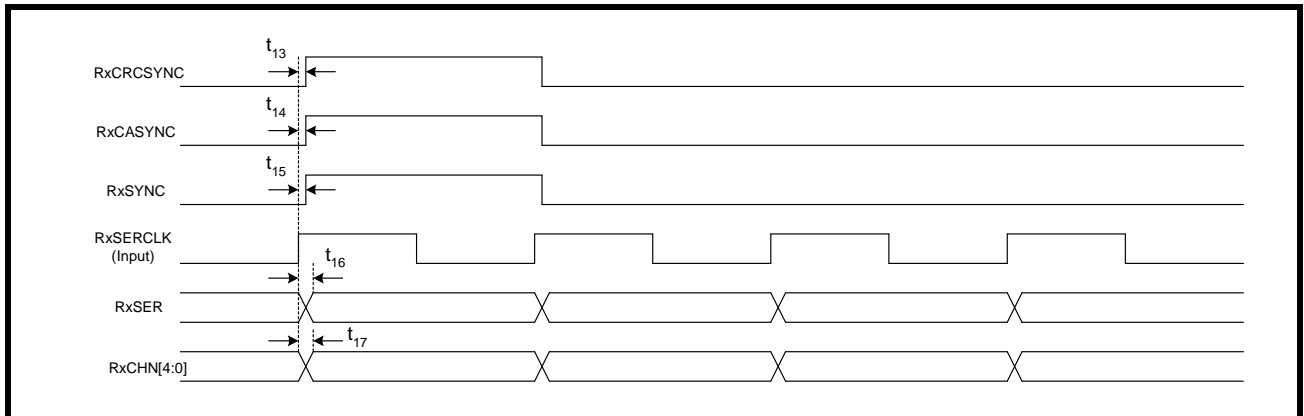 t13
RxCRCSYNC
t14
RxCASYNC
t15
RxSYNC
RxSERCLK
(Input)
t16
RxSER
t17
RxCHN[4:0]